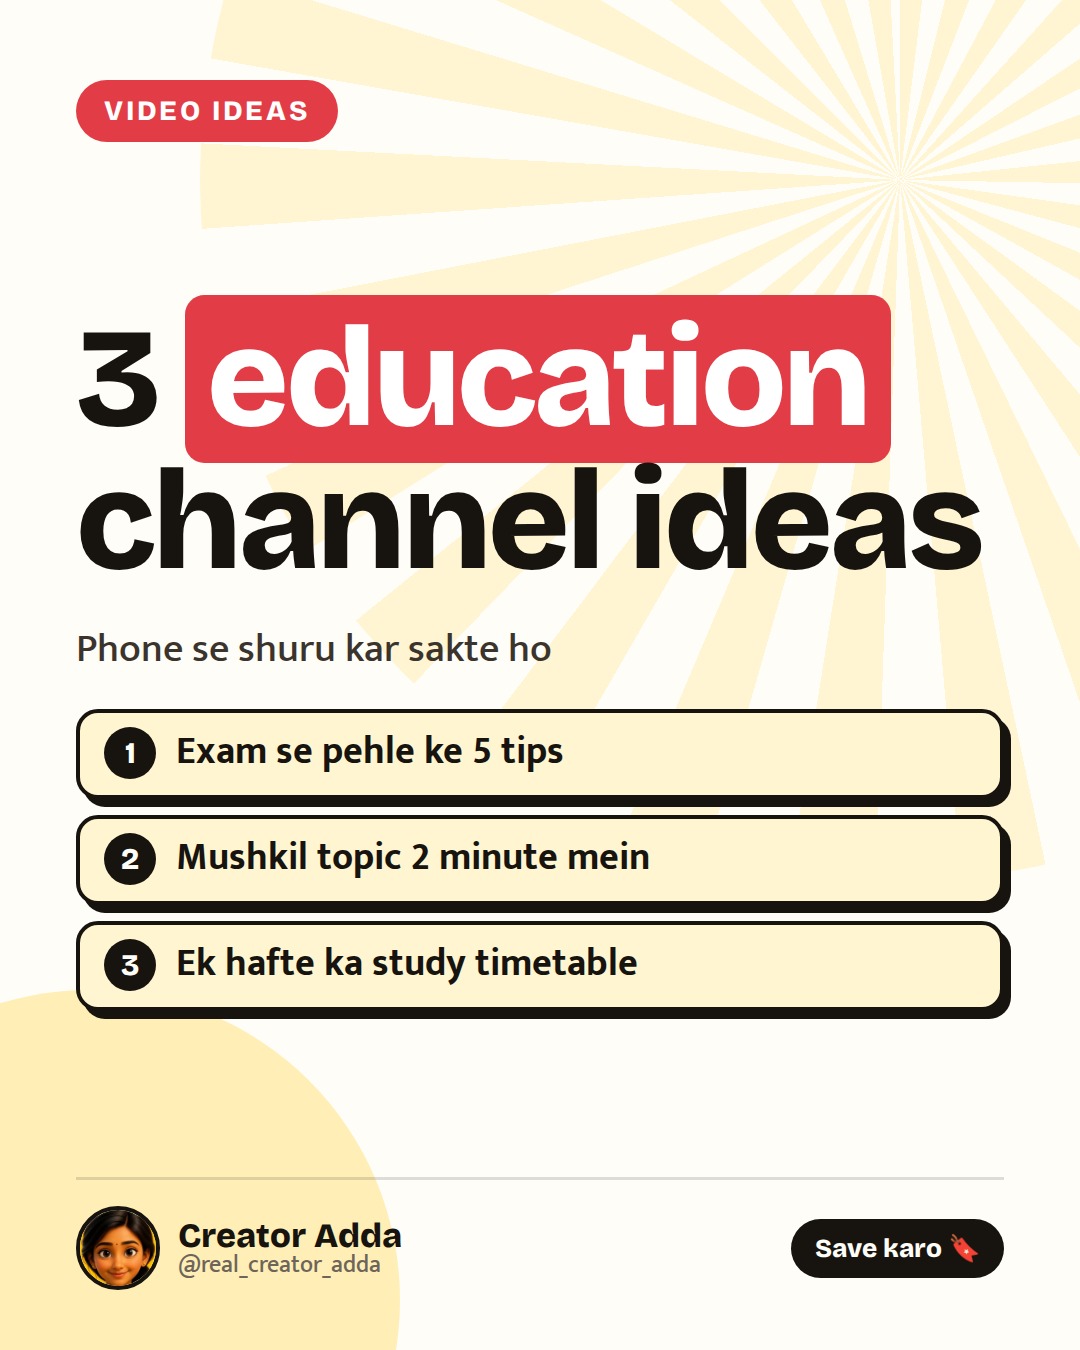 VIDEO IDEAS
3 education
channel ideas
Phone se shuru kar sakte ho
1 Exam se pehle ke 5 tips
2 Mushkil topic 2 minute mein
3 Ek hafte ka study timetable
Creator Adda
@real_creator_adda
Save karo 🔖